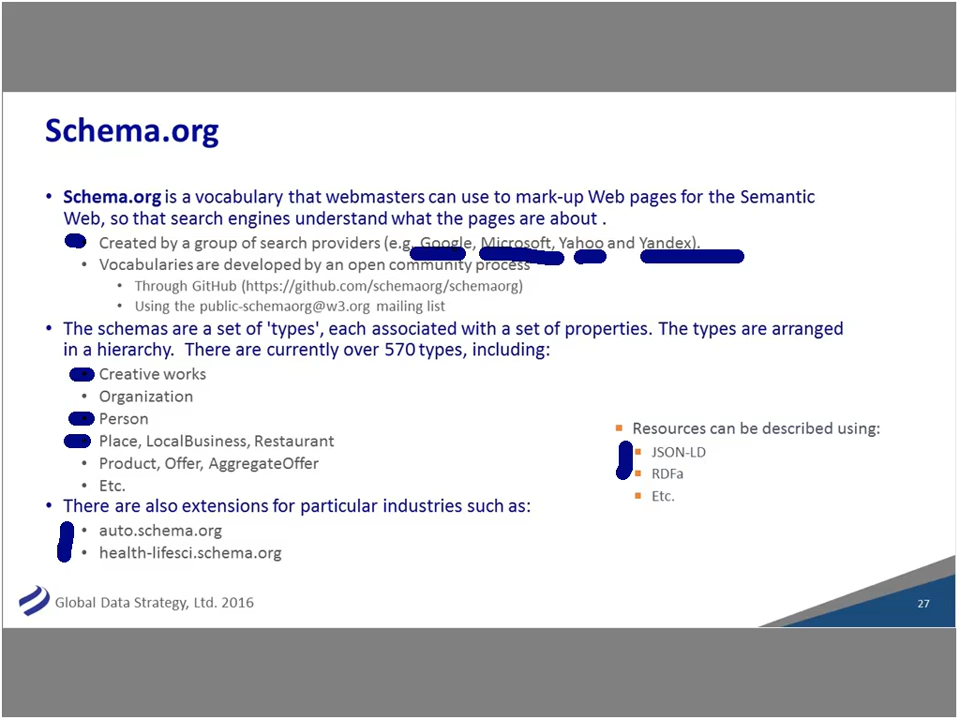 Schema.org
• Schema.org is a vocabulary that webmasters can use to mark-up Web pages for the Semantic
Web, so that search engines understand what the pages are about .
Created by a group of search providers (e.g. Google, Microsoft, Yahoo and Yandex).
• Vocabularies are developed by an open community process
• Through GitHub (https://github.com/schemaorg/schemaorg)
• Using the public-schemaorg@w3.org mailing list
• The schemas are a set of 'types', each associated with a set of properties. The types are arranged
in a hierarchy. There are currently over 570 types, including:
• Creative works
• Organization
• Person
• Place, LocalBusiness, Restaurant
• Product, Offer, AggregateOffer
• Etc.
▪ Resources can be described using:
▪ JSON-LD
▪ RDFa
▪ Etc.
• There are also extensions for particular industries such as:
• auto.schema.org
• health-lifesci.schema.org
Global Data Strategy, Ltd. 2016
27